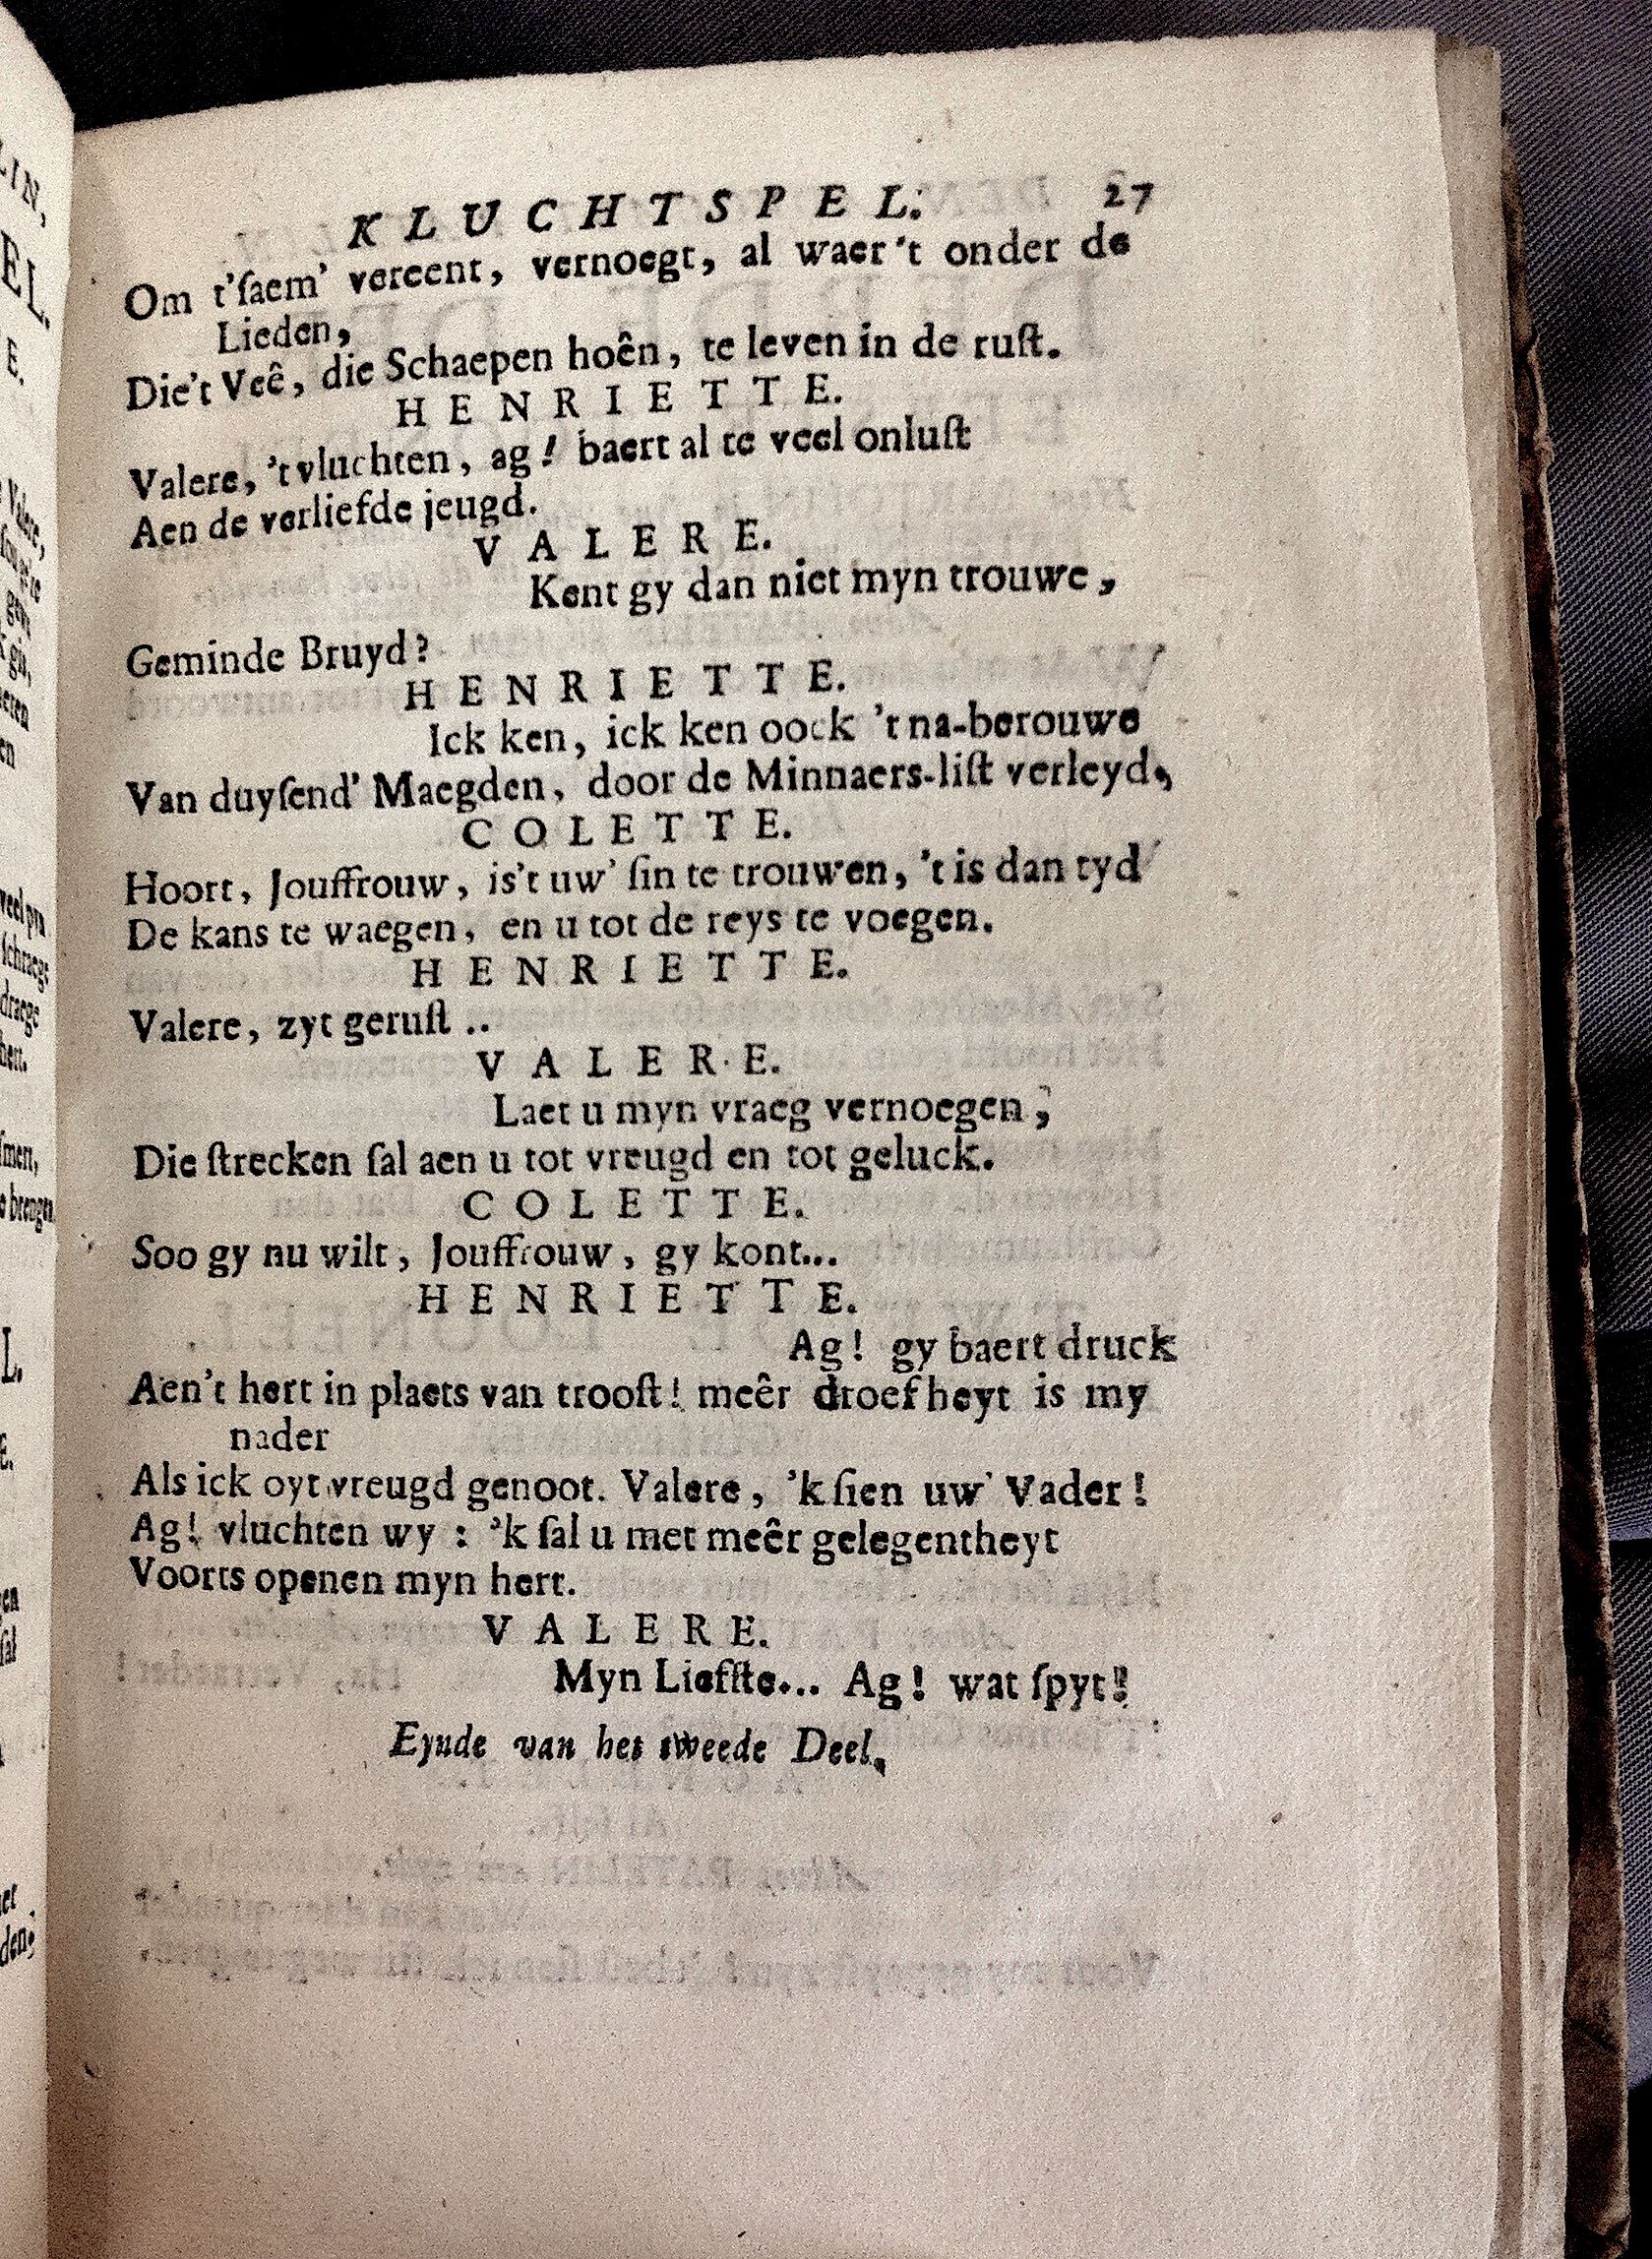 KLUCHTSPEL. 27
Om t'ſaem' vereent, vernoegt, al waer 't onder de
Lieden,
Die't Veê, die Schaepen hoên, te leven in de ruſt.
HENRIETTE.
Valere, 't vluchten, ag! baert al te veel onluſt
Aen de verliefde jeugd.
VALERE.
Kent gy dan niet myn trouwe,
Geminde Bruyd?
HENRIETTE.
Ick ken, ick ken oock 't na-berouwe
Van duyſend' Maegden, door de Minnaers-liſt verleyd,
COLETTE.
Hoort, Jouffrouw, is't uw' ſin te trouwen, 't is dan tyd
De kans te waegen, en u tot de reys te voegen.
HENRIETTE.
Valere, zyt geruſt ..
VALERE.
Laet u myn vraeg vernoegen,
Die ſtrecken ſal aen u tot vreugd en tot geluck.
COLETTE.
Soo gy nu wilt, Jouffrouw, gy kont...
HENRIETTE.
Ag! gy baert druck
Aen't hert in plaets van trooſt! meêr droefheyt is my
nader
Als ick oyt vreugd genoot. Valere, 'k ſien uw' Vader!
Ag! vluchten wy : 'k ſal u met meêr gelegentheyt
Voorts openen myn hert.
VALERE.
Myn Liefſte... Ag! wat ſpyt!
Eynde van het tweede Deel,